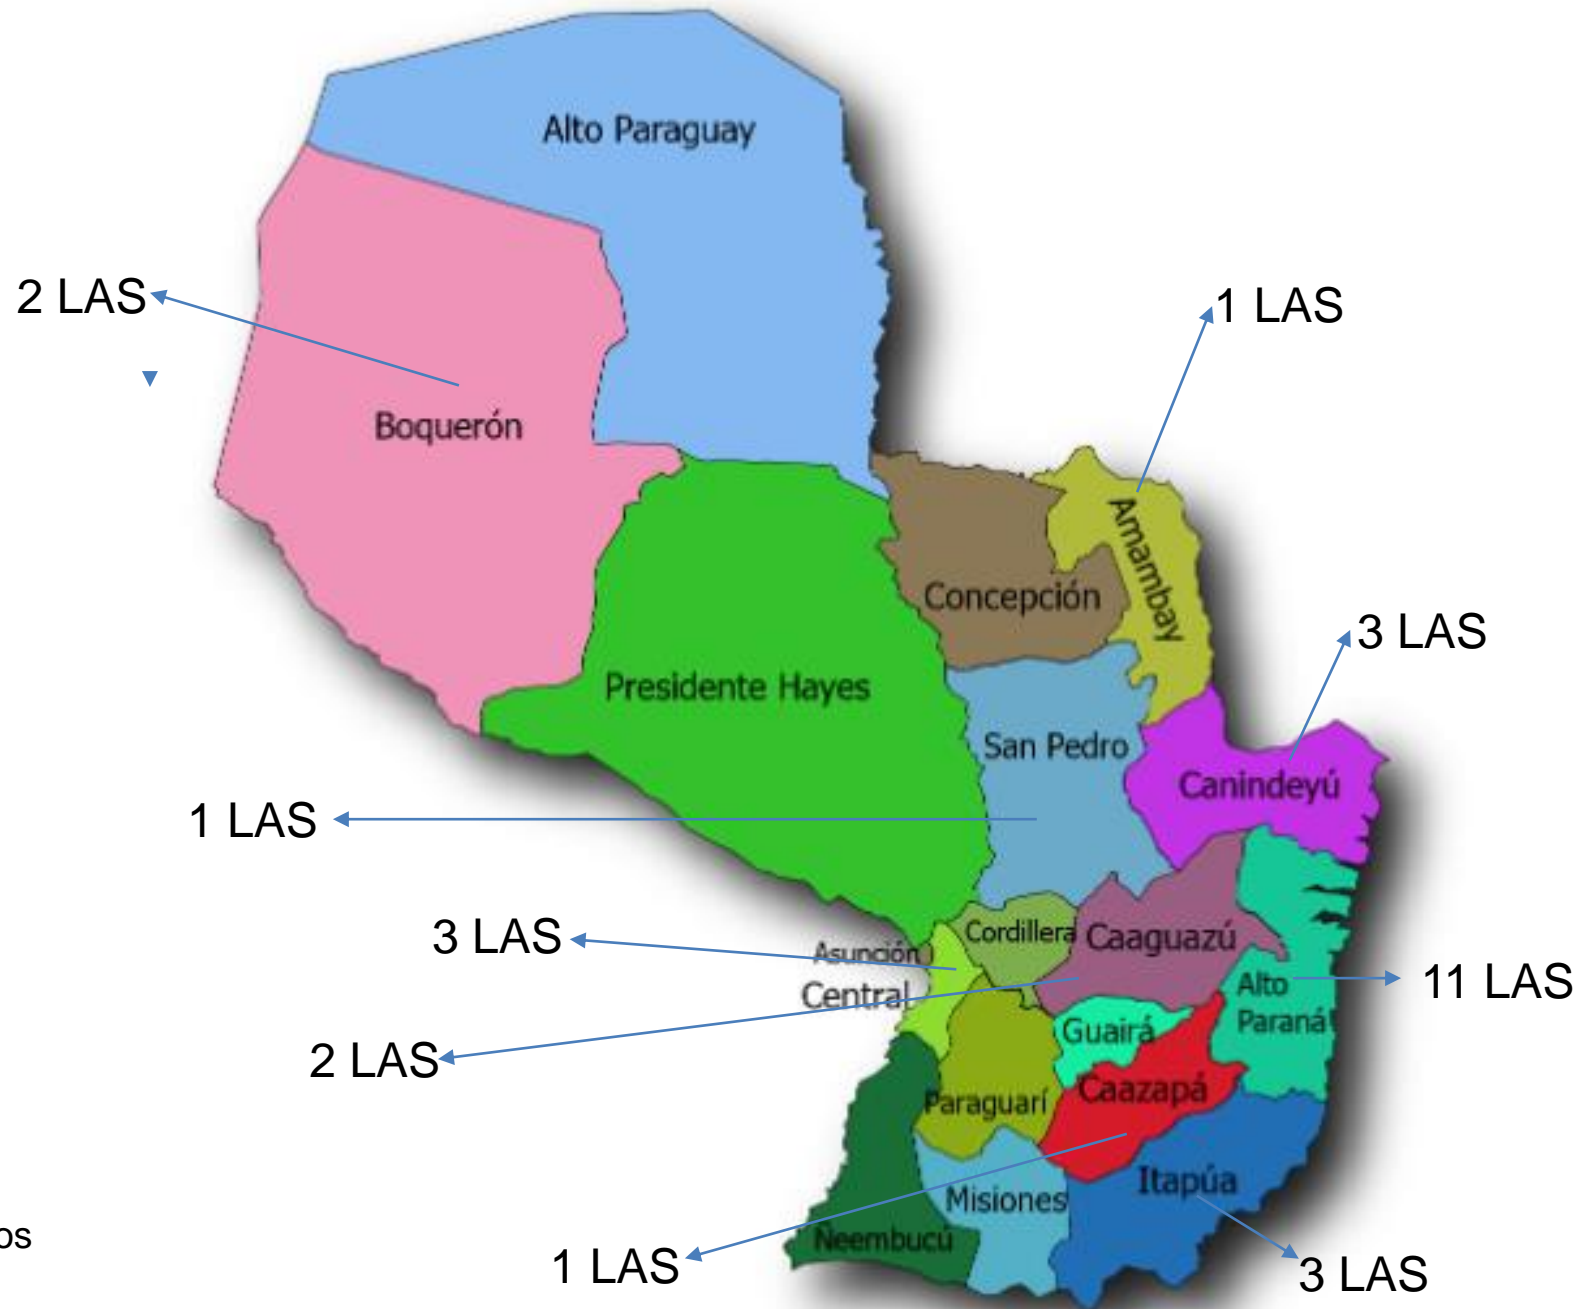 Alto Paraguay
2 LAS
1 LAS
Boquerón
Amambay
Concepción
3 LAS
Presidente Hayes
San Pedro
Canindeyú
1 LAS
3 LAS
Cordillera
Caaguazú
Asunción
Central
11 LAS
Alto
Paraná
Guairá
2 LAS
Caazapá
Paraguarí
Itapúa
Misiones
Neembucú
os
1 LAS
3 LAS